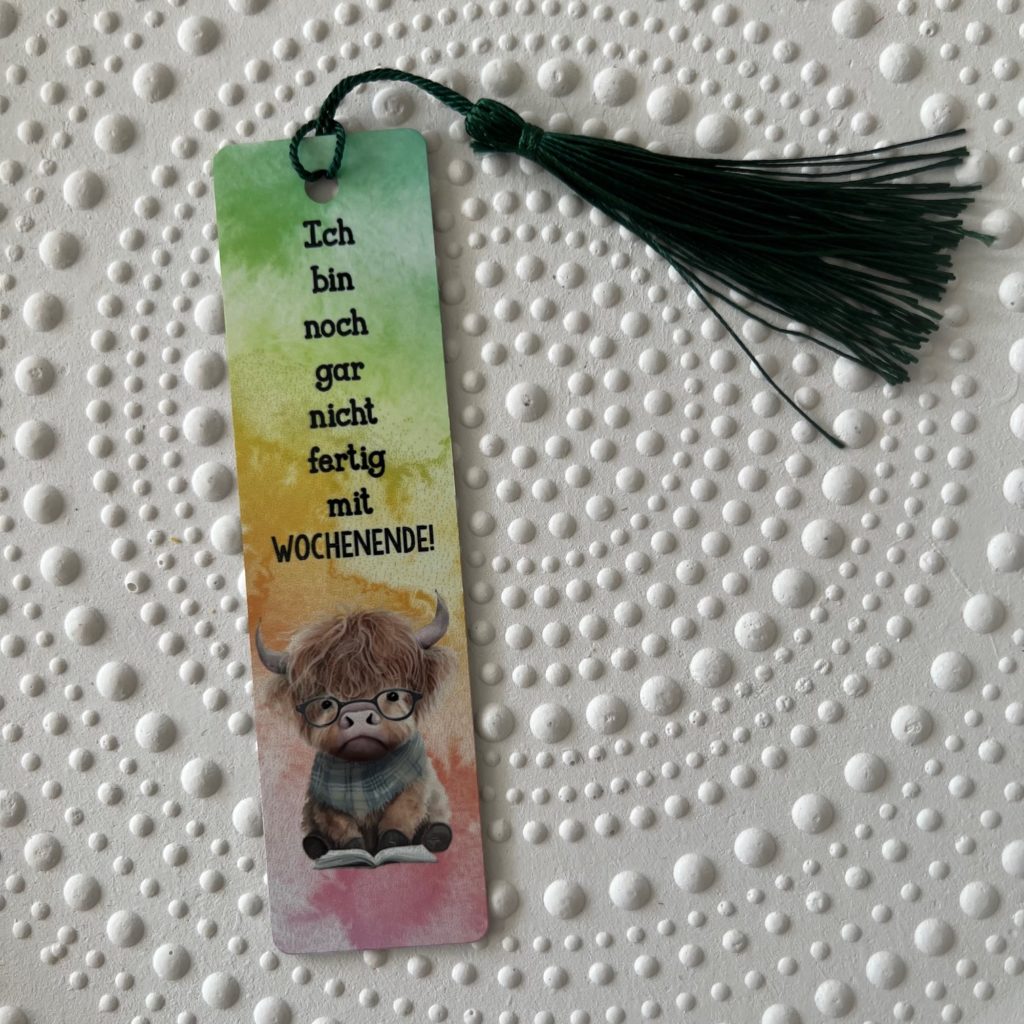 Ich
bin
noch
gar
nicht
fertig
mit
WOCHENENDE!